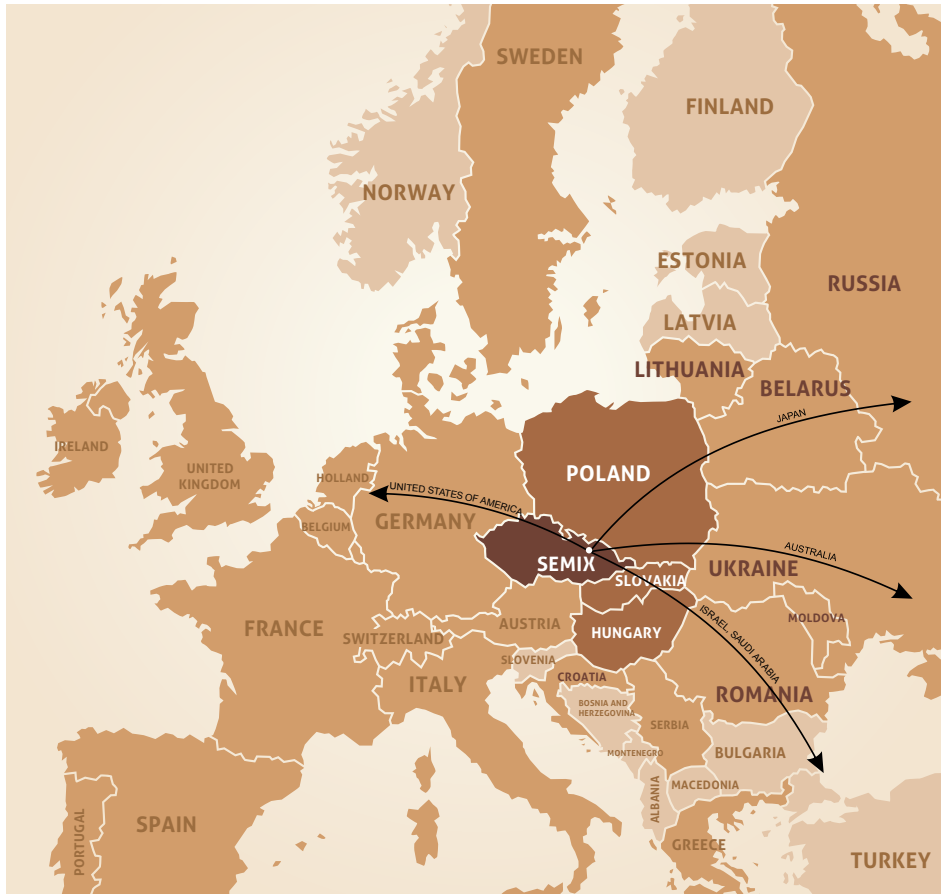 SWEDEN
FINLAND
NORWAY
ESTONIA
RUSSIA
LATVIA
LITHUANIA
BELARUS
JAPAN
IRELAND
UNITED
KINGDOM
HOLLAND
POLAND
UNITED STATES OF AMERICA
BELGIUM
GERMANY
AUSTRALIA
SEMIX
UKRAINE
SLOVAKIA
FRANCE
SWITZERLAND
AUSTRIA
HUNGARY
MOLDOVA
ISRAEL, SAUDI ARABIA
SLOVENIA
ITALY
CROATIA
ROMANIA
BOSNIA AND
HERZEGOVINA
SERBIA
MONTENEGRO
BULGARIA
MACEDONIA
ALBANIA
SPAIN
PORTUGAL
GREECE
TURKEY